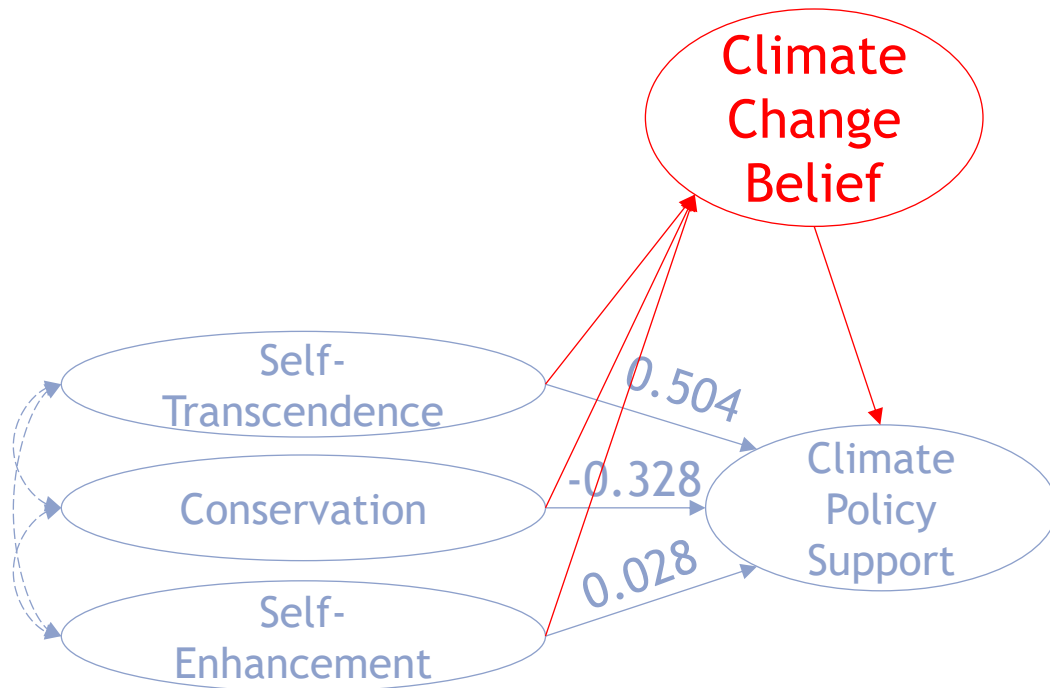 Climate
Change
Belief
Self-
Transcendence
0.504
Conservation
-0.328
Climate
Policy
Support
Self-
Enhancement
0.028